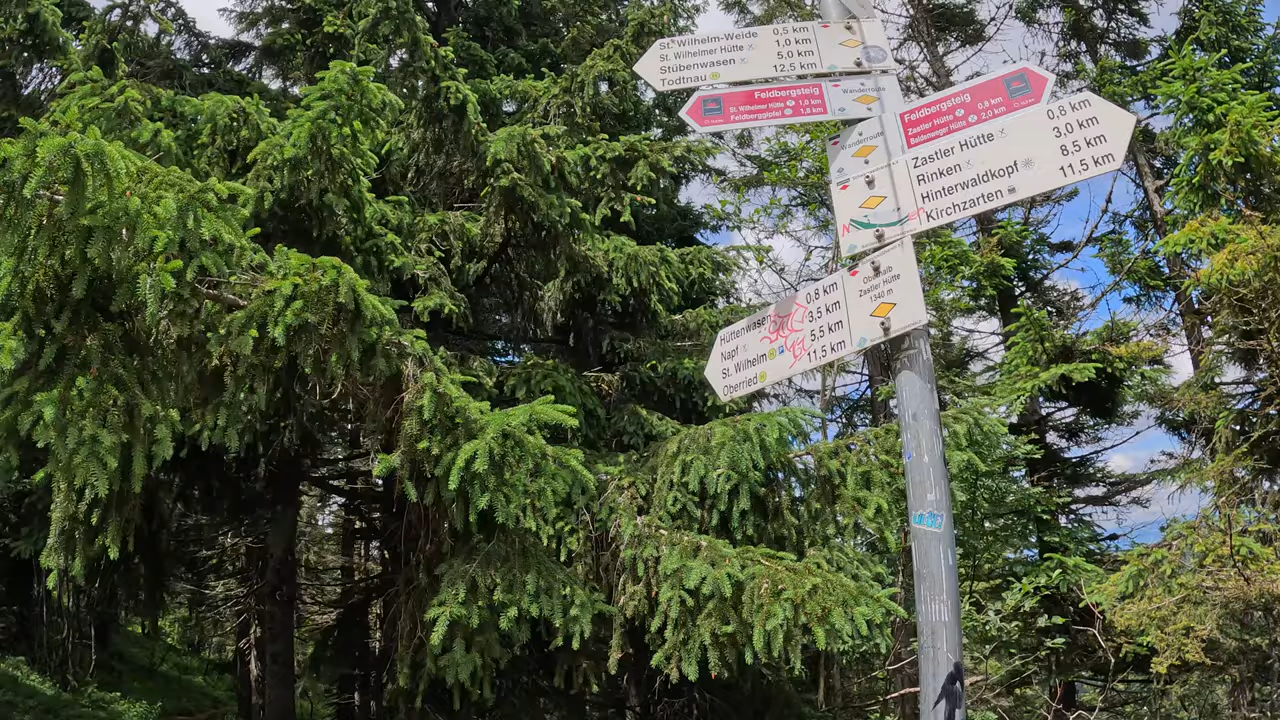 St. Wilhelm-Weide 0,5 km
St. Wilhelmer Hütte 1,0 km
Stübenwasen 5,0 km
Todtnau H 12,5 km
Feldbergsteig
St. Wilhelmer Hütte 1,0 km
Feldberggipfel 1,8 km
Wanderroute
Feldbergsteig
Zastler Hütte 0,8 km
Baldenweger Hütte 2,0 km
Wanderroute
Zastler Hütte 0,6 km
Rinken 3,0 km
Hinterwaldkopf 8,5 km
Kirchzarten 11,5 km
N
Hüttenwasen 0,8 km
Napf 3,5 km
St. Wilhelm H P 5,5 km
Oberried H 11,5 km
Oberhalb
Zastler Hütte
1340 m